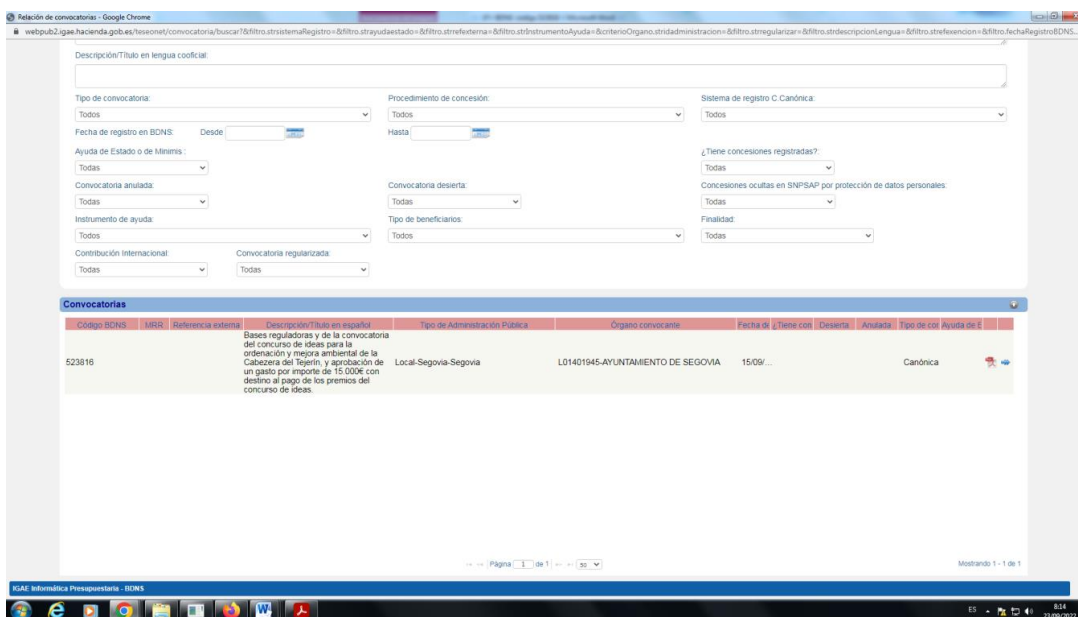 Relación de convocatorias - Google Chrome
webpub2.igae.hacienda.gob.es/teseonet/convocatoria/buscar?&filtro.strsistemaRegistro=&filtro.strayudaestado=&filtro.strrefexterna=&filtro.strInstrumentoAyuda=&criterioOrgano.stridadministracion=&filtro.strregularizar=&filtro.strdescripcionLengua=&filtro.strefexencion=&filtro.fechaRegistroBDNS...
Descripción/Título en lengua cooficial:
Tipo de convocatoria: Procedimiento de concesión: Sistema de registro C.Canónica:
Todos Todos Todos
Fecha de registro en BDNS: Desde Hasta
Ayuda de Estado o de Minimis : ¿Tiene concesiones registradas?:
Todas Todas
Convocatoria anulada: Convocatoria desierta: Concesiones ocultas en SNPSAP por protección de datos personales:
Todas Todas Todas
Instrumento de ayuda: Tipo de beneficiarios: Finalidad:
Todos Todos Todas
Contribución Internacional: Convocatoria regularizada:
Todas Todas
Convocatorias
Código BDNS MRR Referencia externa Descripción/Título en español Tipo de Administración Pública Órgano convocante Fecha de ¿Tiene con Desierta Anulada Tipo de cor Ayuda de E
Bases reguladoras y de la convocatoria
del concurso de ideas para la
ordenación y mejora ambiental de la
523816 Cabezera del Tejerín, y aprobación de Local-Segovia-Segovia L01401945-AYUNTAMIENTO DE SEGOVIA 15/09/... Canónica
un gasto por importe de 15.000€ con
destino al pago de los premios del
concurso de ideas.
Página 1 de 1 50 Mostrando 1 - 1 de 1
IGAE Informática Presupuestaria - BDNS
ES 8:14
23/09/2022